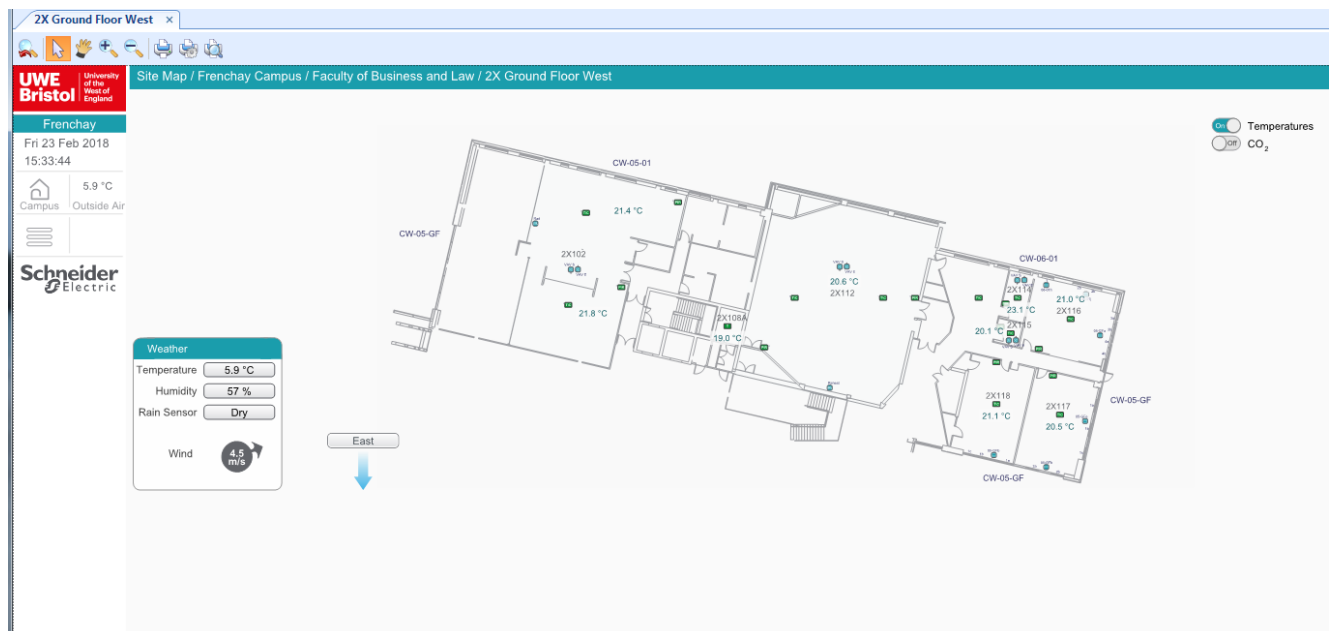 2X Ground Floor West ×
UWE
Bristol
University
of the
West of
England
Site Map / Frenchay Campus / Faculty of Business and Law / 2X Ground Floor West
Frenchay
Fri 23 Feb 2018
15:33:44
5.9 °C
Campus
Outside Air
Schneider
Electric
On
Temperatures
Off
CO2
CW-05-01
CW-05-GF
21.4 °C
2X102
21.8 °C
2X108A
19.0 °C
20.6 °C
2X112
CW-06-01
2X114
23.1 °C
21.0 °C
2X116
20.1 °C
2X115
2X118
21.1 °C
2X117
20.5 °C
CW-05-GF
CW-05-GF
Weather
Temperature 5.9 °C
Humidity 57 %
Rain Sensor Dry
Wind
4.5
m/s
East